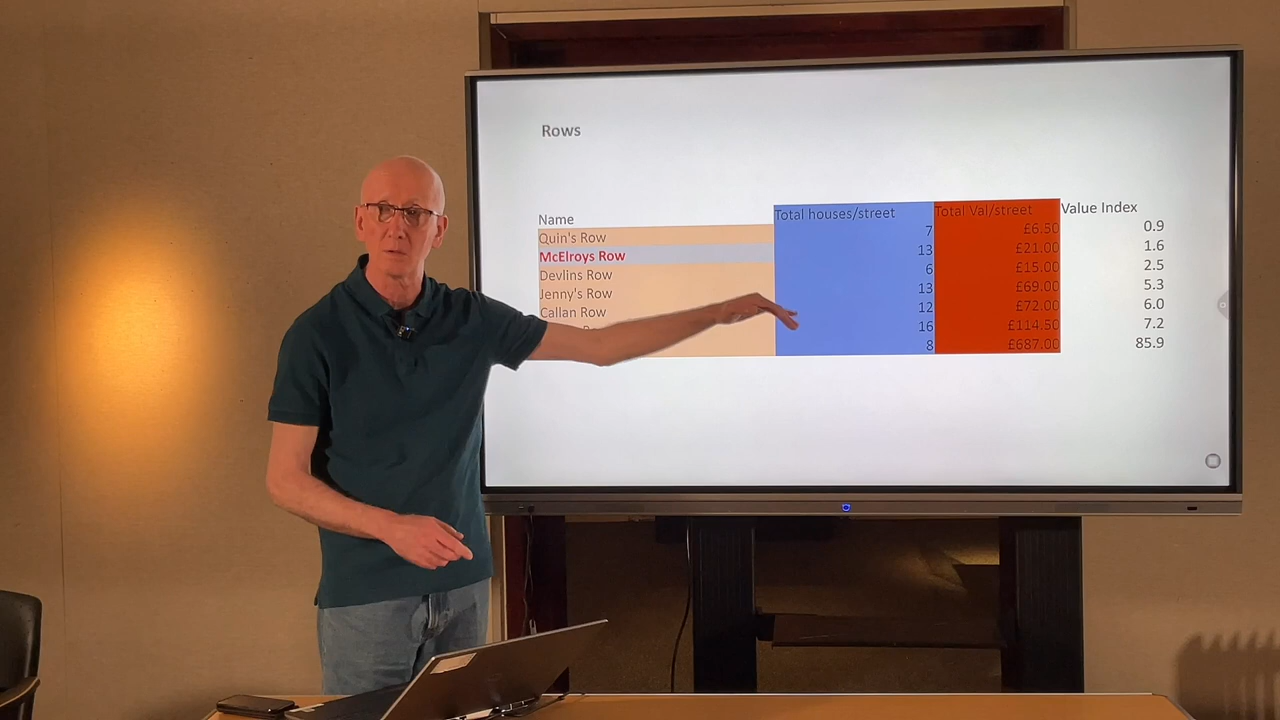 Rows
Name Total houses/street Total Val/street Value Index
Quin's Row 7 £6.50 0.9
McElroys Row 13 £21.00 1.6
Devlins Row 6 £15.00 2.5
Jenny's Row 13 £69.00 5.3
Callan Row 12 £72.00 6.0
16 £114.50 7.2
8 £687.00 85.9